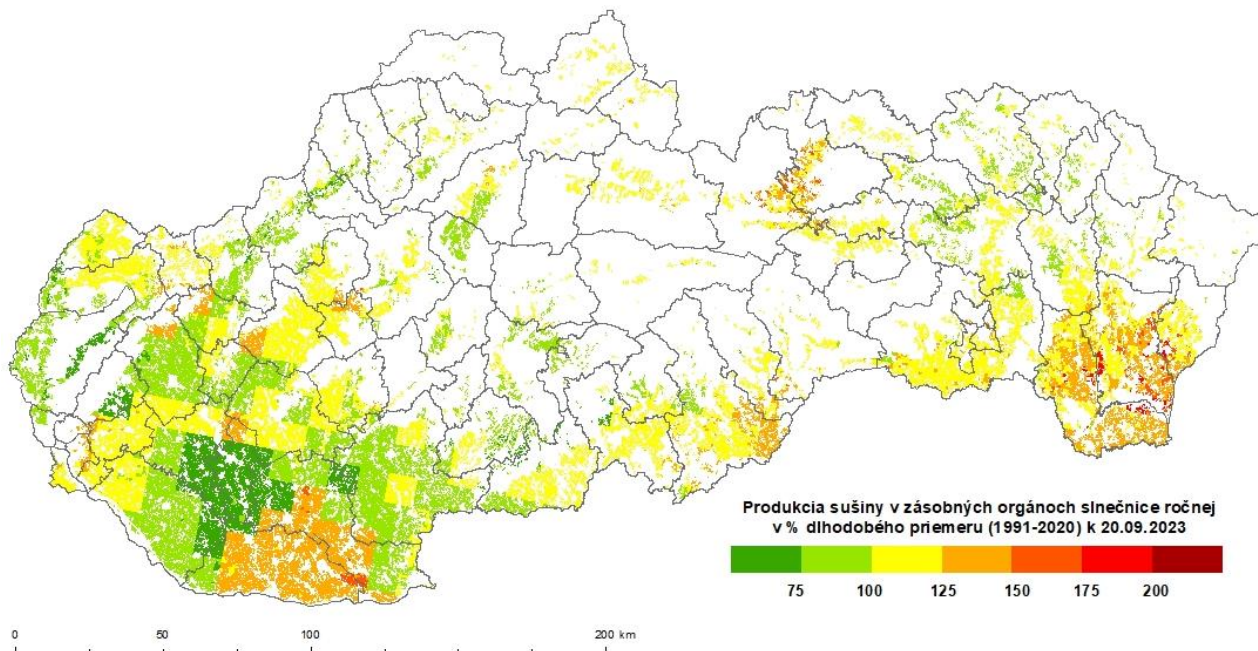 Produkcia sušiny v zásobných orgánoch slnečnice ročnej
v % dlhodobého priemeru (1991-2020) k 20.09.2023
75 100 125 150 175 200
0 50 100 200 km